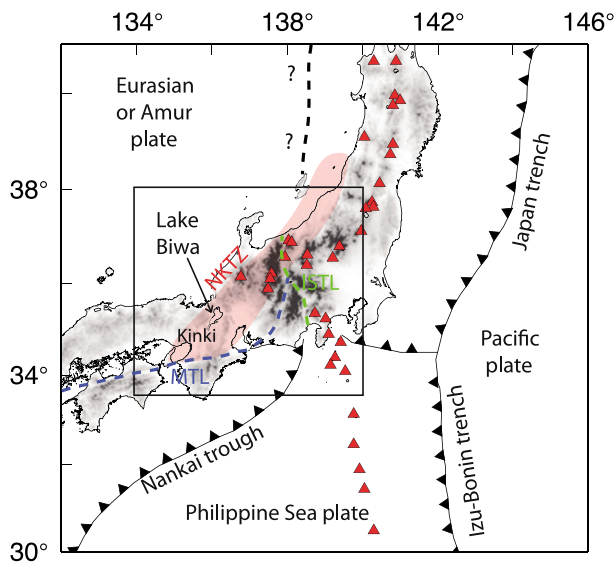 134°
138°
142°
146°
?
Eurasian
or Amur
plate
?
Japan trench
38°
Lake
Biwa
NKTZ
ISTL
Kinki
Pacific
plate
34°
MTL
Nankai trough
Izu-Bonin trench
Philippine Sea plate
30°